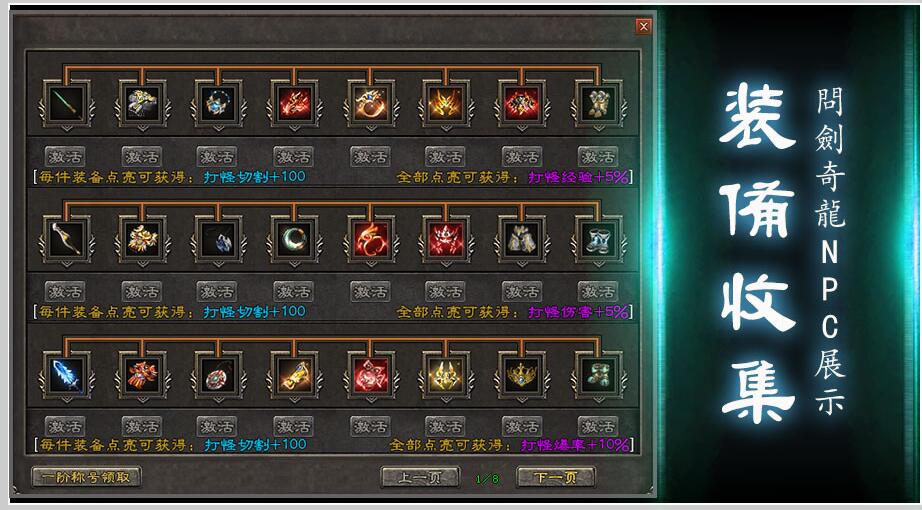 激活 激活 激活 激活 激活 激活 激活 激活
[每件装备点亮可获得：打怪切割+100 全部点亮可获得：打怪经验+5%]
激活 激活 激活 激活 激活 激活 激活 激活
[每件装备点亮可获得：打怪切割+100 全部点亮可获得：打怪伤害+5%]
激活 激活 激活 激活 激活 激活 激活 激活
[每件装备点亮可获得：打怪切割+100 全部点亮可获得：打怪爆率+10%]
一阶称号领取 上一页 1/8 下一页
装備收集
問劍奇龍NPC展示